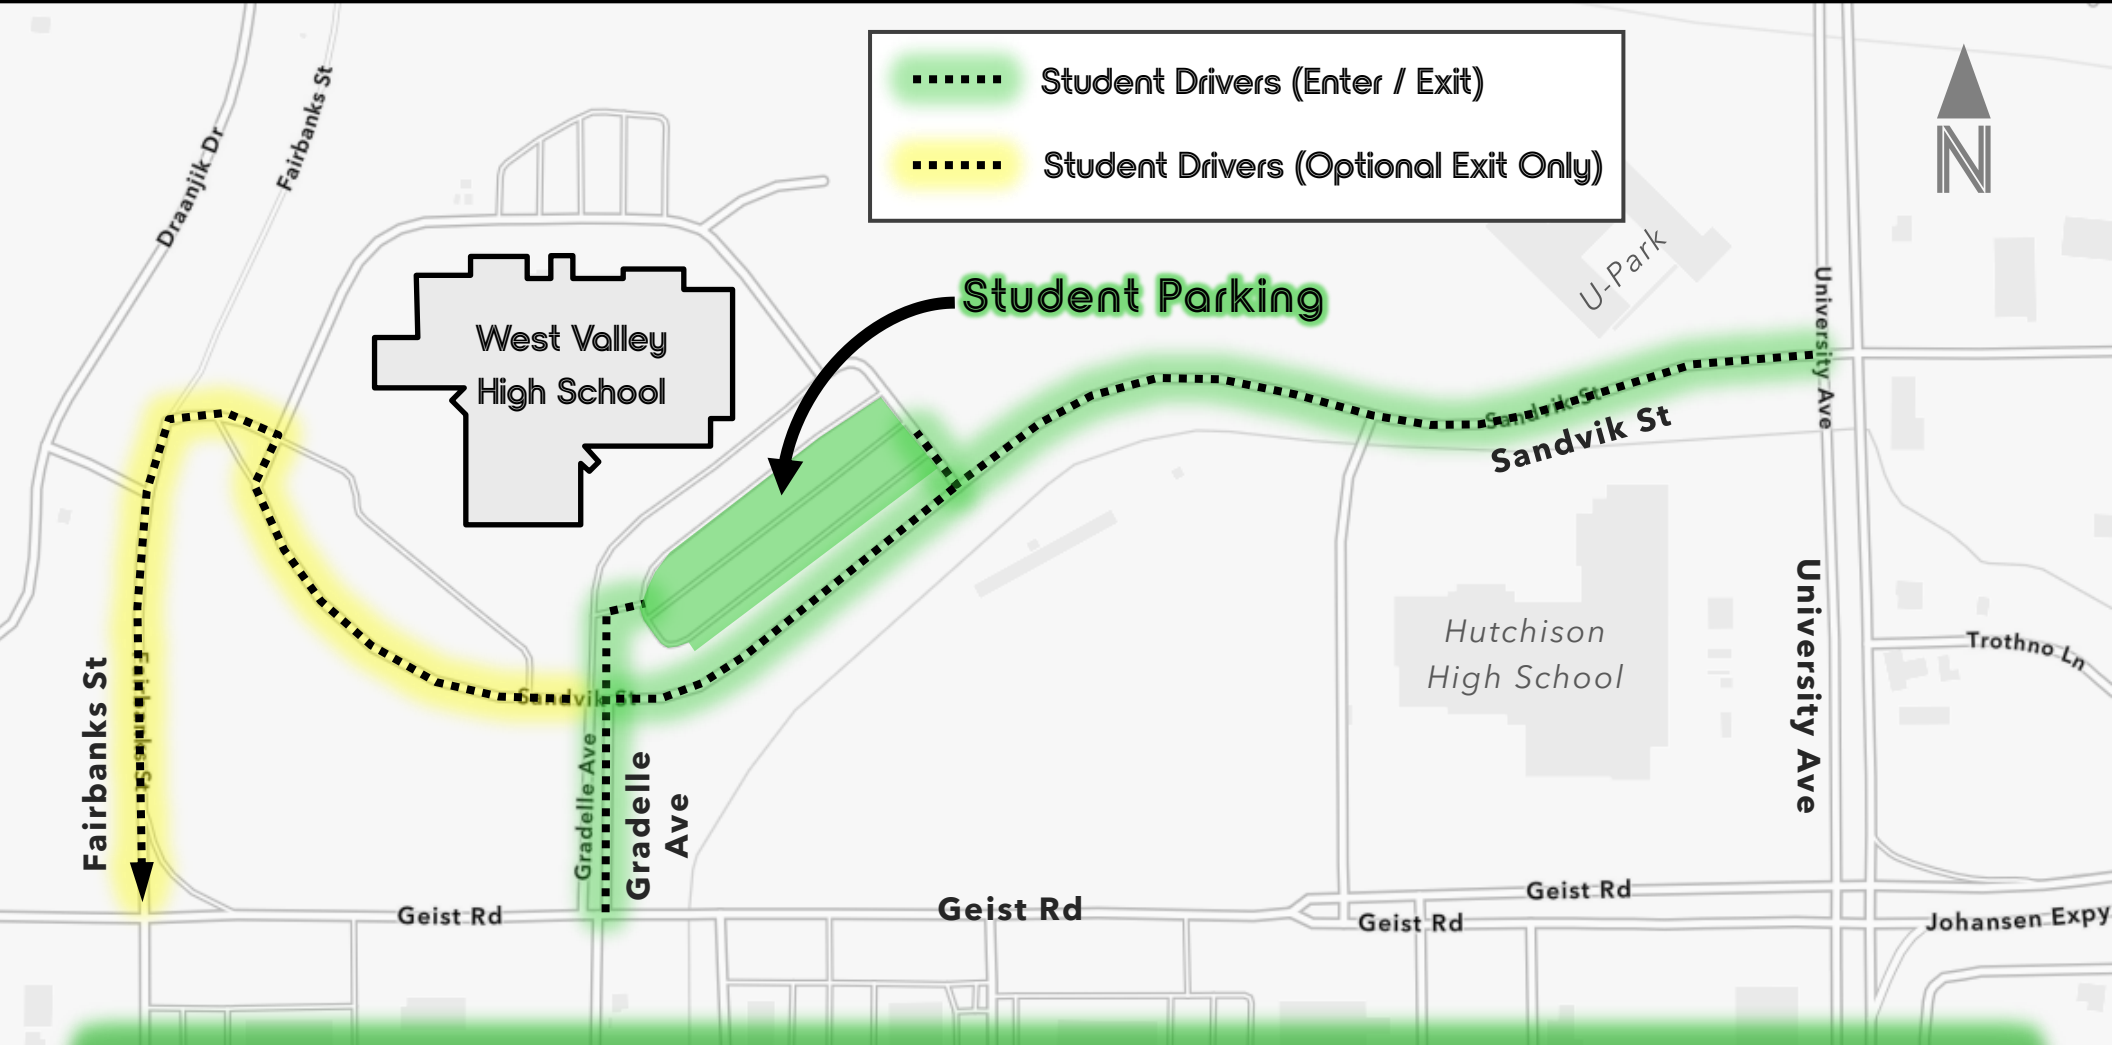 Student Drivers (Enter / Exit)
Student Drivers (Optional Exit Only)
N
Draanjik Dr
Fairbanks St
U-Park
Student Parking
West Valley
High School
University Ave
Sandvik St
Sandvik St
Hutchison
High School
University Ave
Trothno Ln
Fairbanks St
Fairbanks St
Sandvik St
Gradelle Ave
Gradelle
Ave
Geist Rd
Geist Rd
Geist Rd
Geist Rd
Johansen Expy